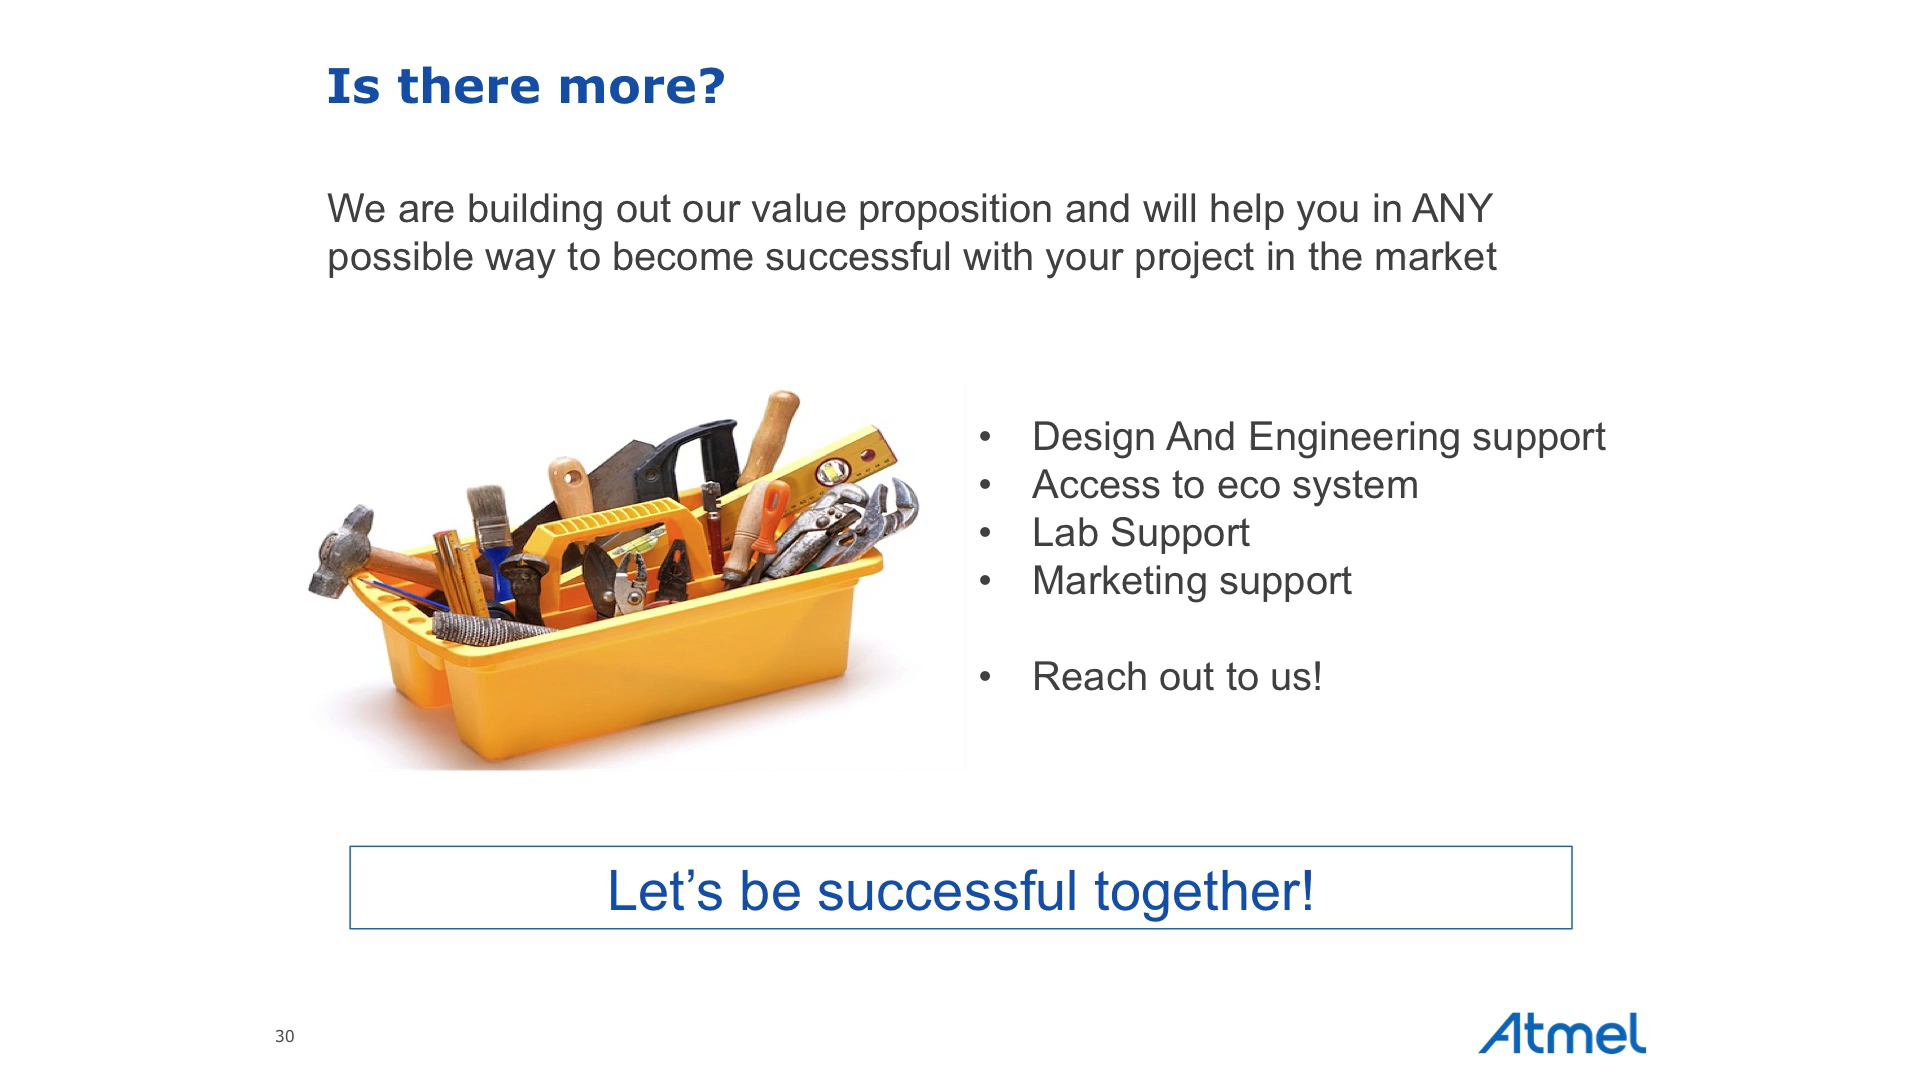 Is there more?
We are building out our value proposition and will help you in ANY
possible way to become successful with your project in the market
• Design And Engineering support
• Access to eco system
• Lab Support
• Marketing support
• Reach out to us!
Let’s be successful together!
30
Atmel